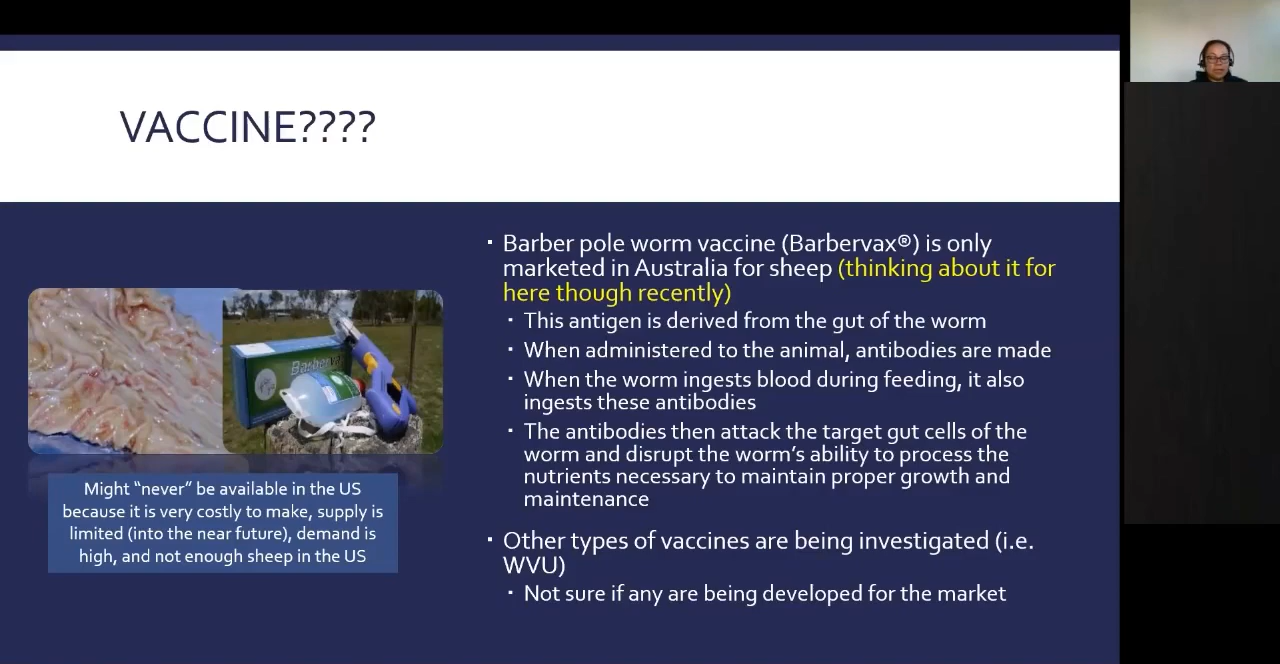 VACCINE????
▪ Barber pole worm vaccine (Barbervax®) is only
marketed in Australia for sheep (thinking about it for
here though recently)
▪ This antigen is derived from the gut of the worm
▪ When administered to the animal, antibodies are made
▪ When the worm ingests blood during feeding, it also
ingests these antibodies
▪ The antibodies then attack the target gut cells of the
worm and disrupt the worm’s ability to process the
nutrients necessary to maintain proper growth and
maintenance
▪ Other types of vaccines are being investigated (i.e.
WVU)
▪ Not sure if any are being developed for the market
Might “never” be available in the US
because it is very costly to make, supply is
limited (into the near future), demand is
high, and not enough sheep in the US